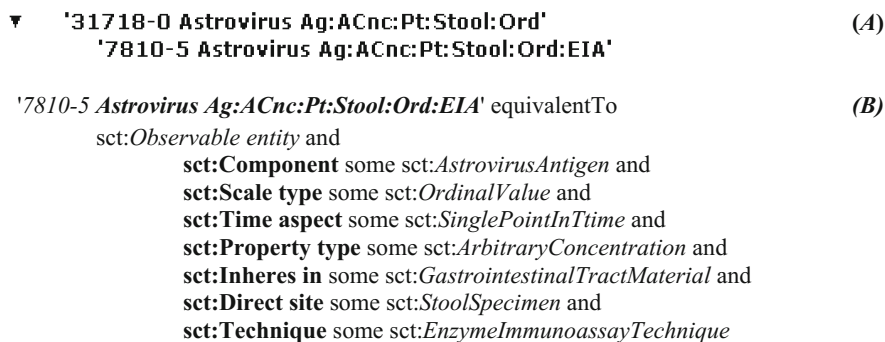 ▼ '31718-0 Astrovirus Ag:ACnc:Pt:Stool:Ord' (A)
'7810-5 Astrovirus Ag:ACnc:Pt:Stool:Ord:EIA'
'7810-5 Astrovirus Ag:ACnc:Pt:Stool:Ord:EIA' equivalentTo (B)
sct:Observable entity and
sct:Component some sct:AstrovirusAntigen and
sct:Scale type some sct:OrdinalValue and
sct:Time aspect some sct:SinglePointInTtime and
sct:Property type some sct:ArbitraryConcentration and
sct:Inheres in some sct:GastrointestinalTractMaterial and
sct:Direct site some sct:StoolSpecimen and
sct:Technique some sct:EnzymeImmunoassayTechnique